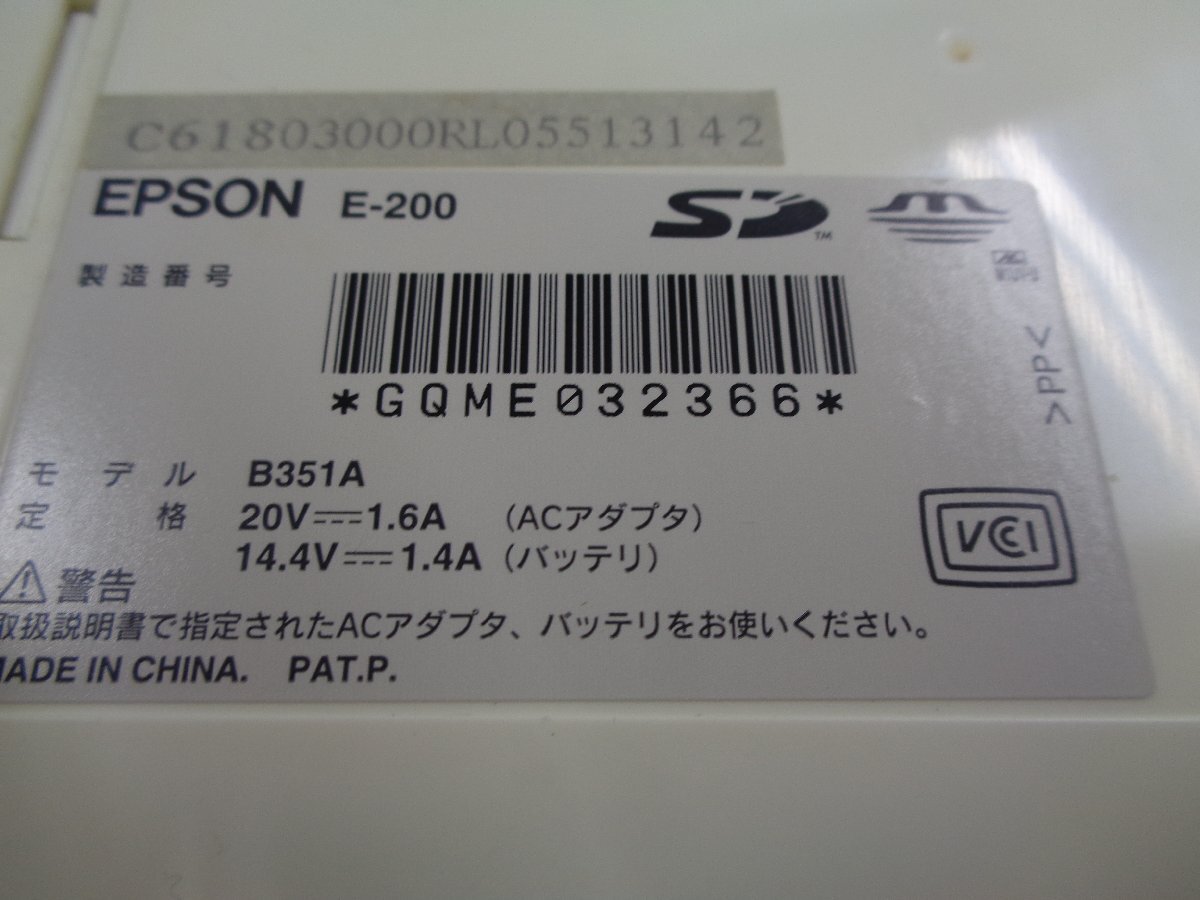 C61803000RL05513142
EPSON E-200 SD™
製造番号
*GQME032366*
>PP<
モデル B351A
定格 20V⎓1.6A (ACアダプタ)
14.4V⎓1.4A (バッテリ)
VCCI
警告
取扱説明書で指定されたACアダプタ、バッテリをお使いください。
MADE IN CHINA. PAT.P.